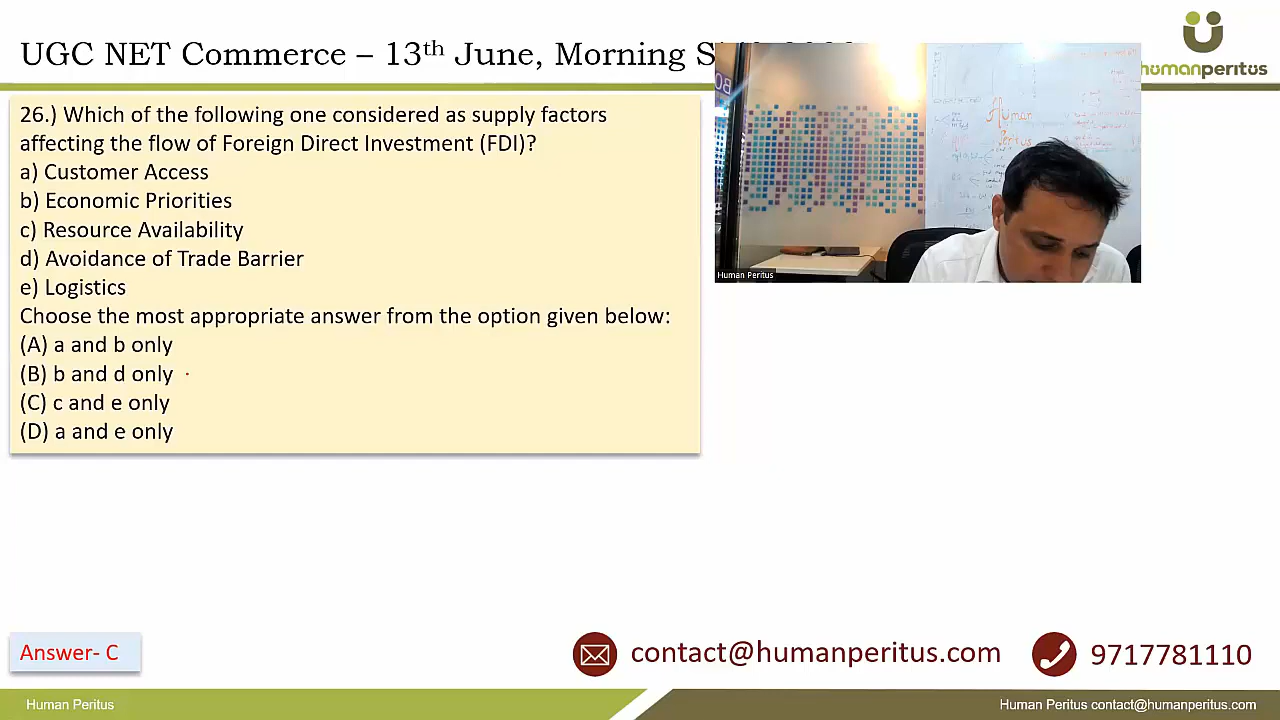 UGC NET Commerce – 13th June, Morning S
humanperitus
26.) Which of the following one considered as supply factors
affecting the flow of Foreign Direct Investment (FDI)?
a) Customer Access
b) Economic Priorities
c) Resource Availability
d) Avoidance of Trade Barrier
e) Logistics
Choose the most appropriate answer from the option given below:
(A) a and b only
(B) b and d only
(C) c and e only
(D) a and e only
Human Peritus
Answer- C
contact@humanperitus.com
9717781110
Human Peritus
Human Peritus contact@humanperitus.com